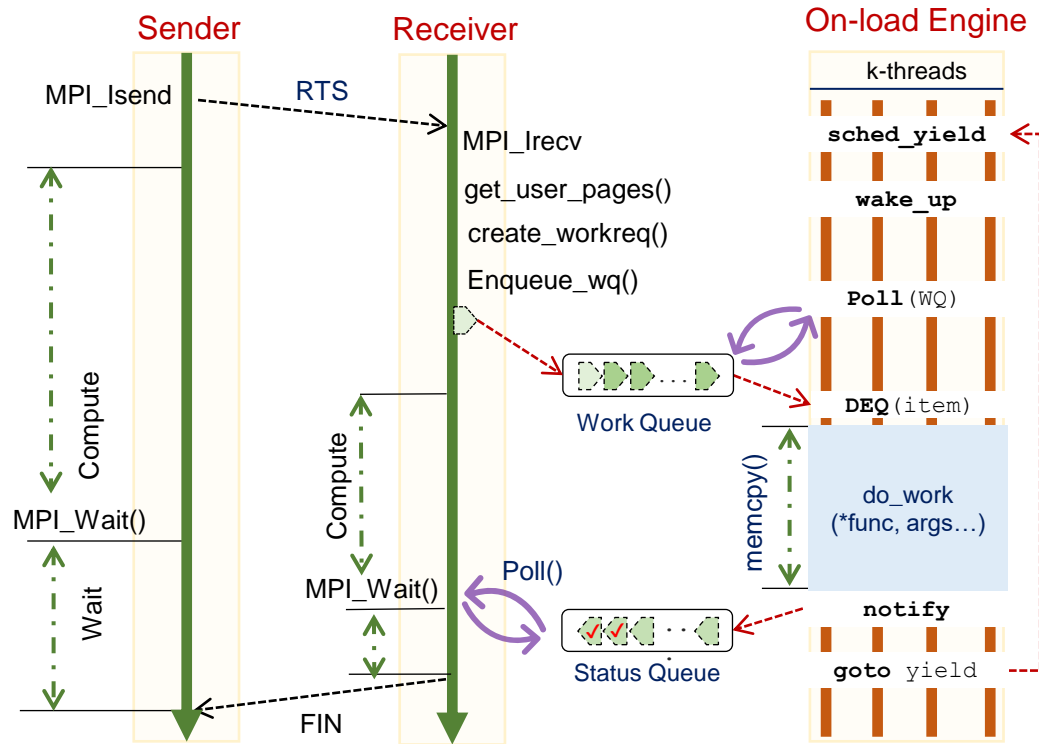 Sender
Receiver
On-load Engine
k-threads
MPI_Isend
RTS
MPI_Irecv
get_user_pages()
create_workreq()
Enqueue_wq()
sched_yield
wake_up
Poll(WQ)
. . .
Work Queue
DEQ(item)
Compute
Compute
memcpy()
do_work
(*func, args…)
MPI_Wait()
Wait
MPI_Wait()
Poll()
Status Queue
notify
goto yield
FIN